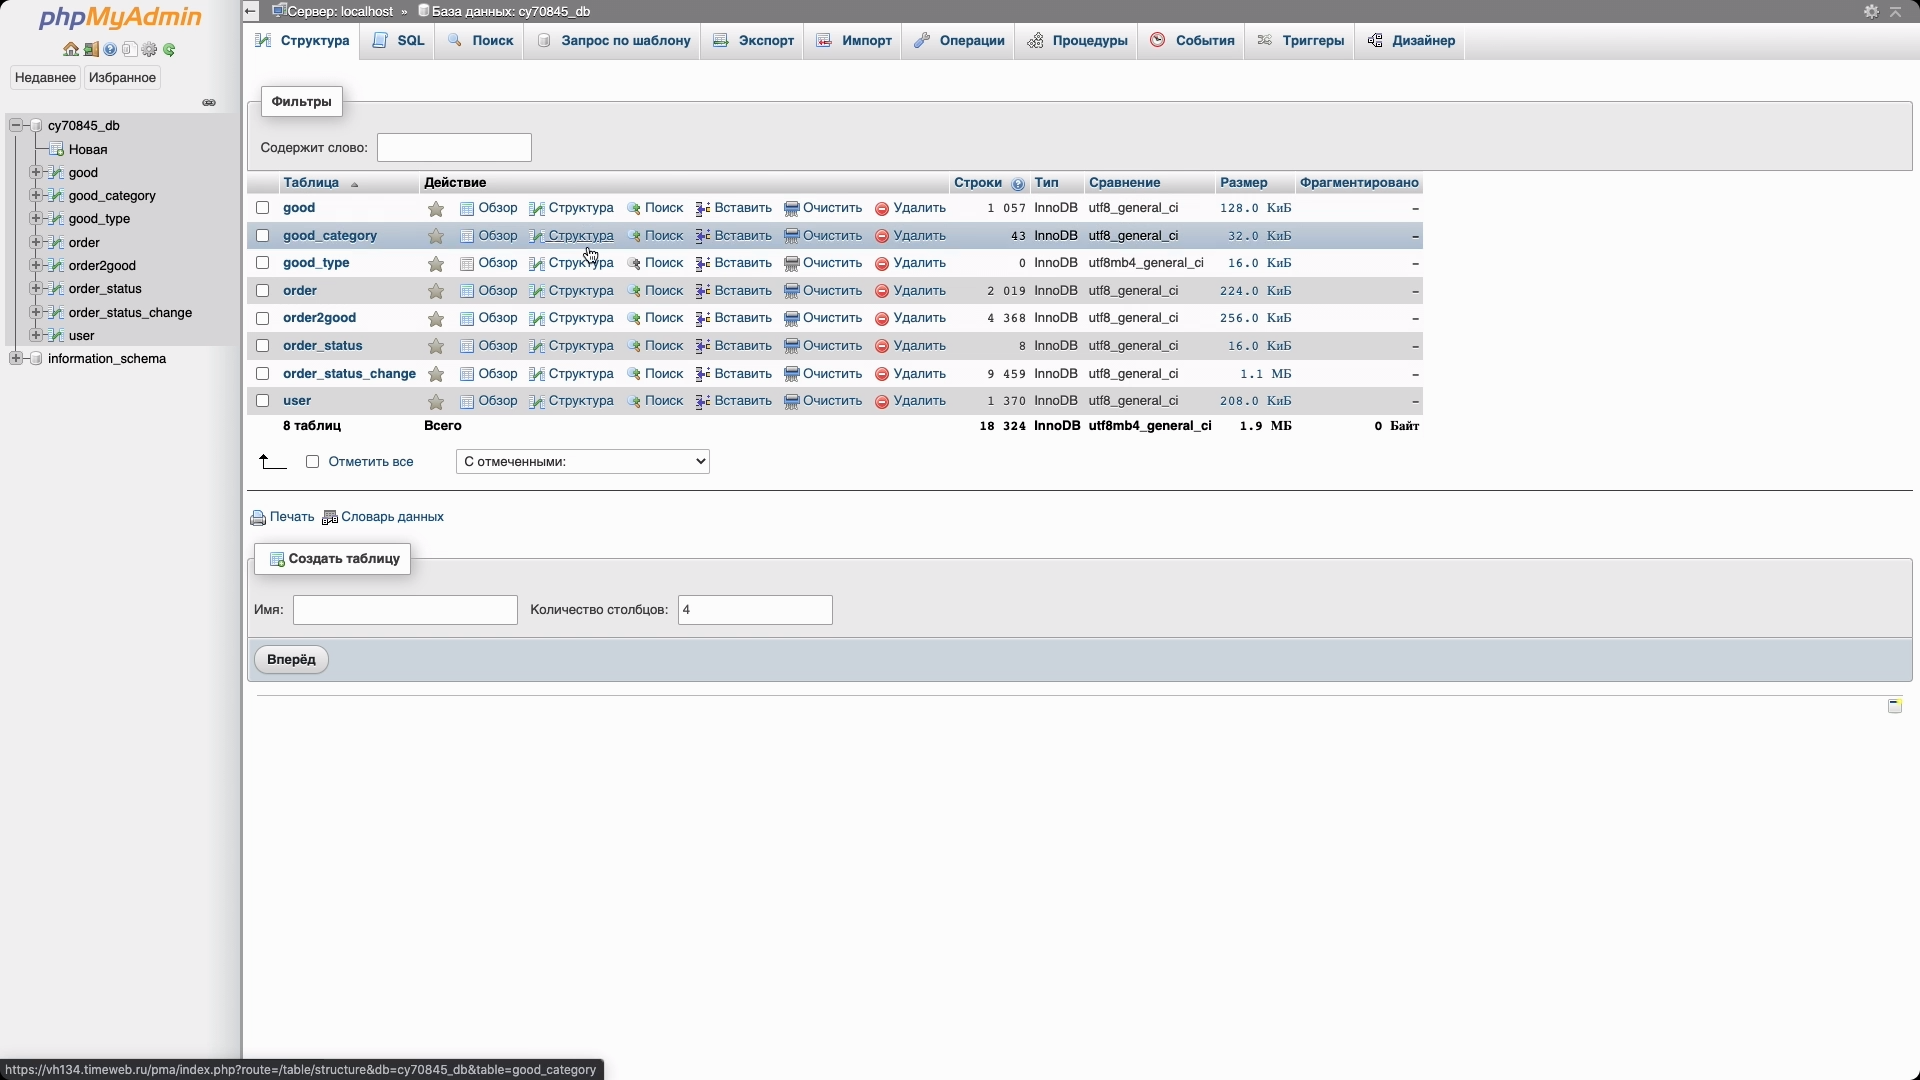 phpMyAdmin
Недавнее Избранное
cy70845_db
Новая
good
good_category
good_type
order
order2good
order_status
order_status_change
user
information_schema
Сервер: localhost » База данных: cy70845_db
Структура SQL Поиск Запрос по шаблону Экспорт Импорт Операции Процедуры События Триггеры Дизайнер
Фильтры
Содержит слово:
Таблица Действие Строки Тип Сравнение Размер Фрагментировано
good Обзор Структура Поиск Вставить Очистить Удалить 1 057 InnoDB utf8_general_ci 128.0 КиБ –
good_category Обзор Структура Поиск Вставить Очистить Удалить 43 InnoDB utf8_general_ci 32.0 КиБ –
good_type Обзор Структура Поиск Вставить Очистить Удалить 0 InnoDB utf8mb4_general_ci 16.0 КиБ –
order Обзор Структура Поиск Вставить Очистить Удалить 2 019 InnoDB utf8_general_ci 224.0 КиБ –
order2good Обзор Структура Поиск Вставить Очистить Удалить 4 368 InnoDB utf8_general_ci 256.0 КиБ –
order_status Обзор Структура Поиск Вставить Очистить Удалить 8 InnoDB utf8_general_ci 16.0 КиБ –
order_status_change Обзор Структура Поиск Вставить Очистить Удалить 9 459 InnoDB utf8_general_ci 1.1 МБ –
user Обзор Структура Поиск Вставить Очистить Удалить 1 370 InnoDB utf8_general_ci 208.0 КиБ –
8 таблиц Всего 18 324 InnoDB utf8mb4_general_ci 1.9 МБ 0 Байт
Отметить все С отмеченными:
Печать Словарь данных
Создать таблицу
Имя: Количество столбцов: 4
Вперёд
https://vh134.timeweb.ru/pma/index.php?route=/table/structure&db=cy70845_db&table=good_category